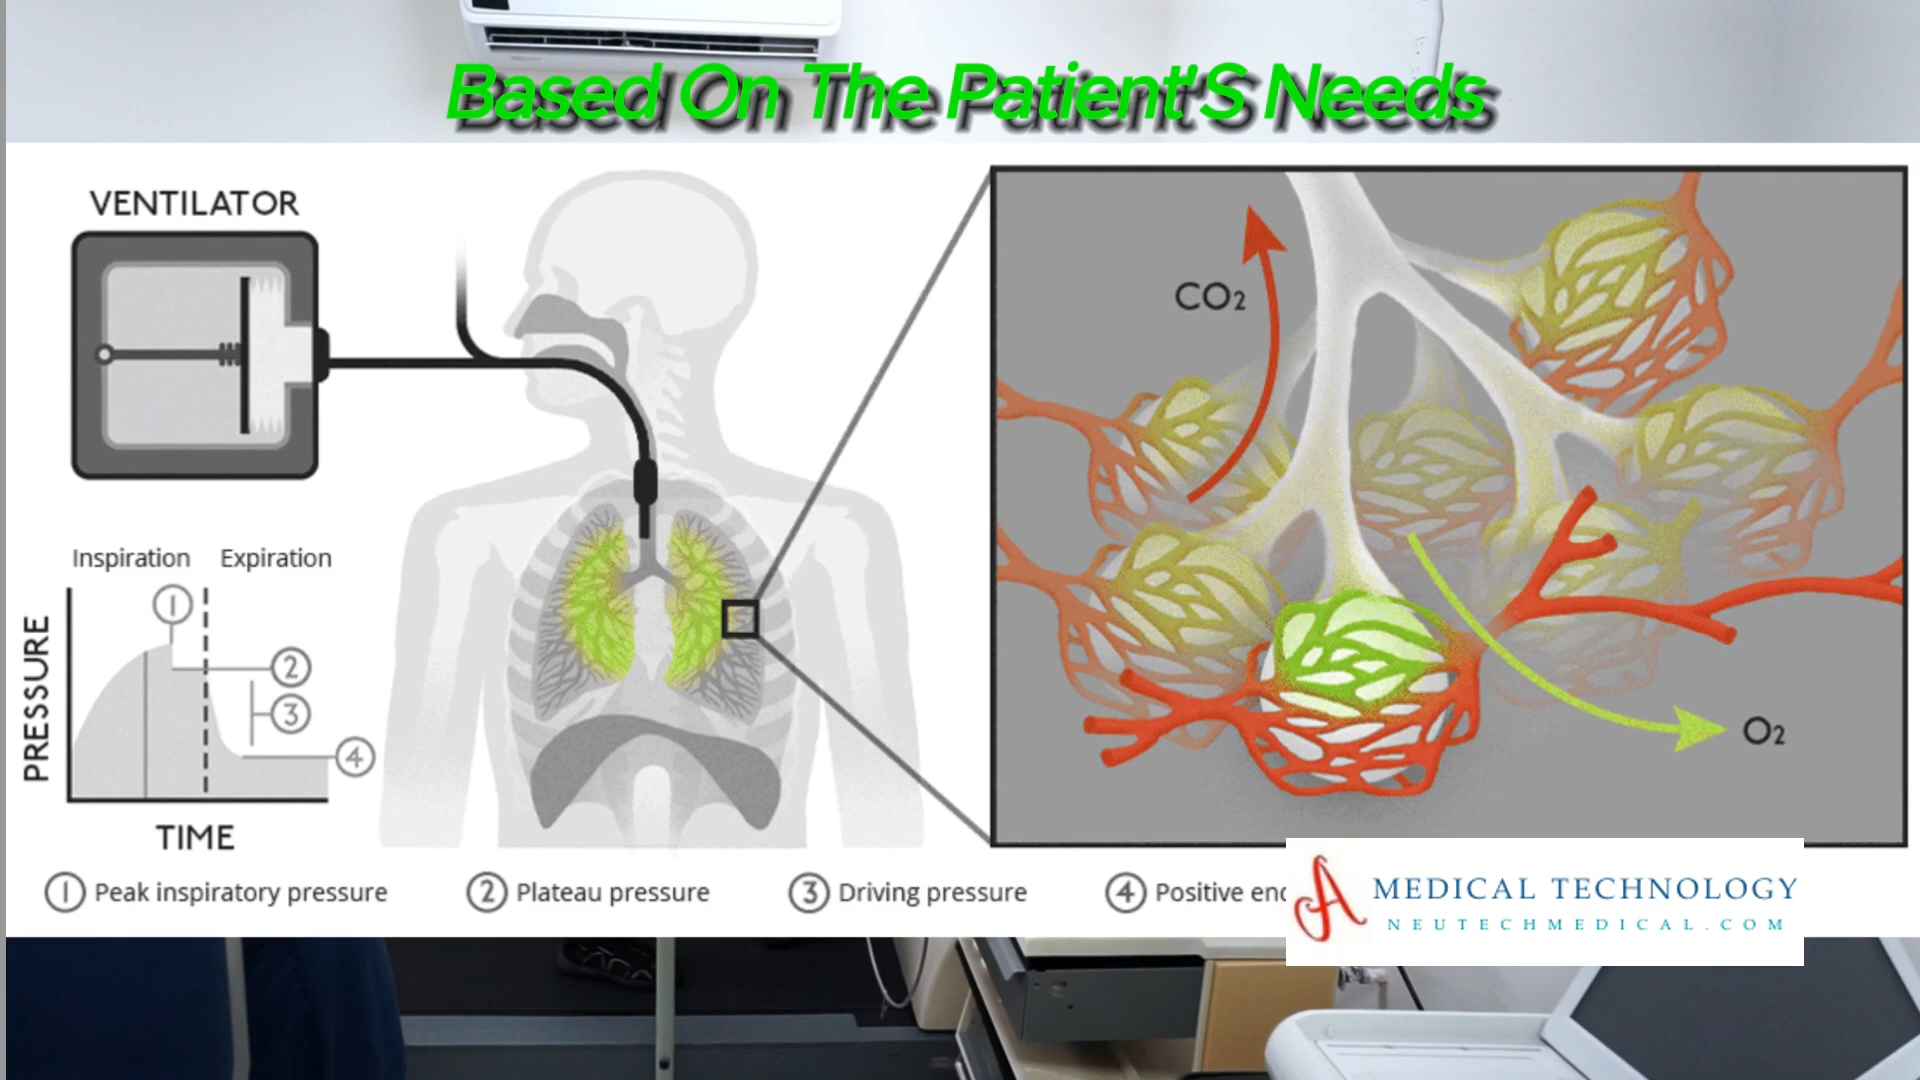 Based On The Patient'S Needs
VENTILATOR
CO2
Inspiration Expiration
1
2
3
4
PRESSURE
TIME
O2
1 Peak inspiratory pressure 2 Plateau pressure 3 Driving pressure 4 Positive
A MEDICAL TECHNOLOGY
NEUTECHMEDICAL.COM